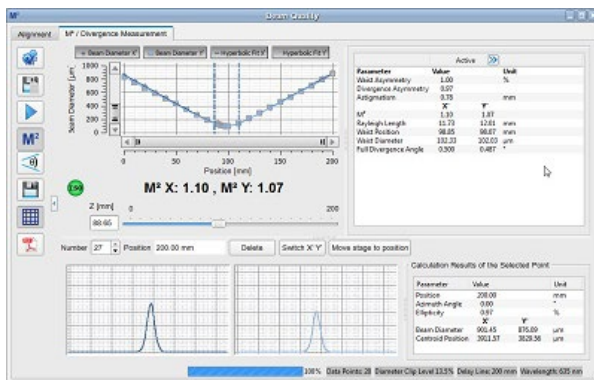 M² Beam Quality
Alignment M² / Divergence Measurement
Beam Diameter X' Beam Diameter Y' Hyperbolic Fit X' Hyperbolic Fit Y'
Beam Diameter [µm]
1000
800
600
400
200
0
0 50 100 150 200
Position [mm]
M²
ISO
M² X: 1.10 , M² Y: 1.07
Z [mm] 0 200
Number 27 Position 200.00 mm Delete Switch X' Y' Move stage to position
Active
Parameter Value Unit
Waist Asymmetry 1.00 %
Divergence Asymmetry 0.97
Astigmatism 0.78 mm
X' Y'
M² 1.10 1.07
Rayleigh Length 11.73 12.01 mm
Waist Position 98.85 98.07 mm
Waist Diameter 102.33 102.03 µm
Full Divergence Angle 0.500 0.487 °
Calculation Results of the Selected Point
Parameter Value Unit
Position 200.00 mm
Azimuth Angle 0.00 °
Ellipticity 0.97 %
X' Y'
Beam Diameter 901.45 876.09 µm
Centroid Position 3911.57 3829.56 µm
100% Data Points: 28 Diameter Clip Level 13.5% Delay Line: 200 mm Wavelength: 635 nm